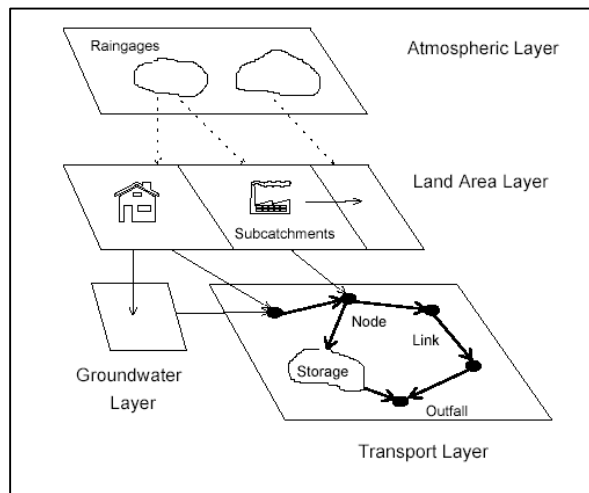 Raingages
Atmospheric Layer
Land Area Layer
Subcatchments
Node
Link
Storage
Groundwater
Layer
Outfall
Transport Layer